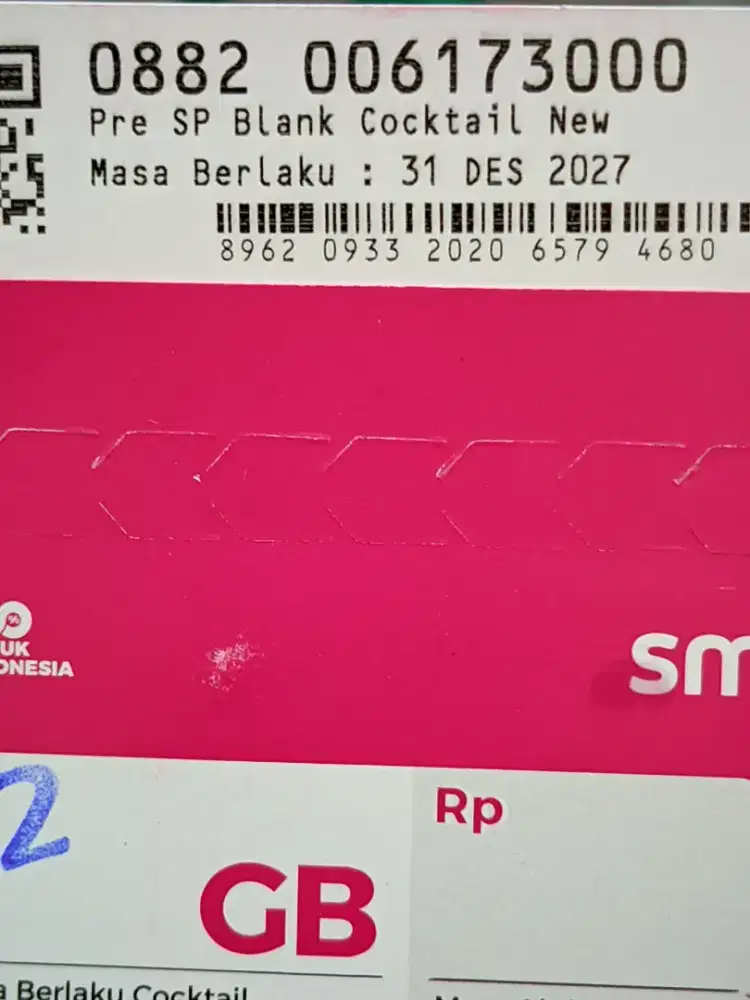 0882 006173000
Pre SP Blank Cocktail New
Masa Berlaku : 31 DES 2027
8962 0933 2020 6579 4680
%
UK
ONESIA
sm
2
GB
Rp
a Berlaku Cocktail